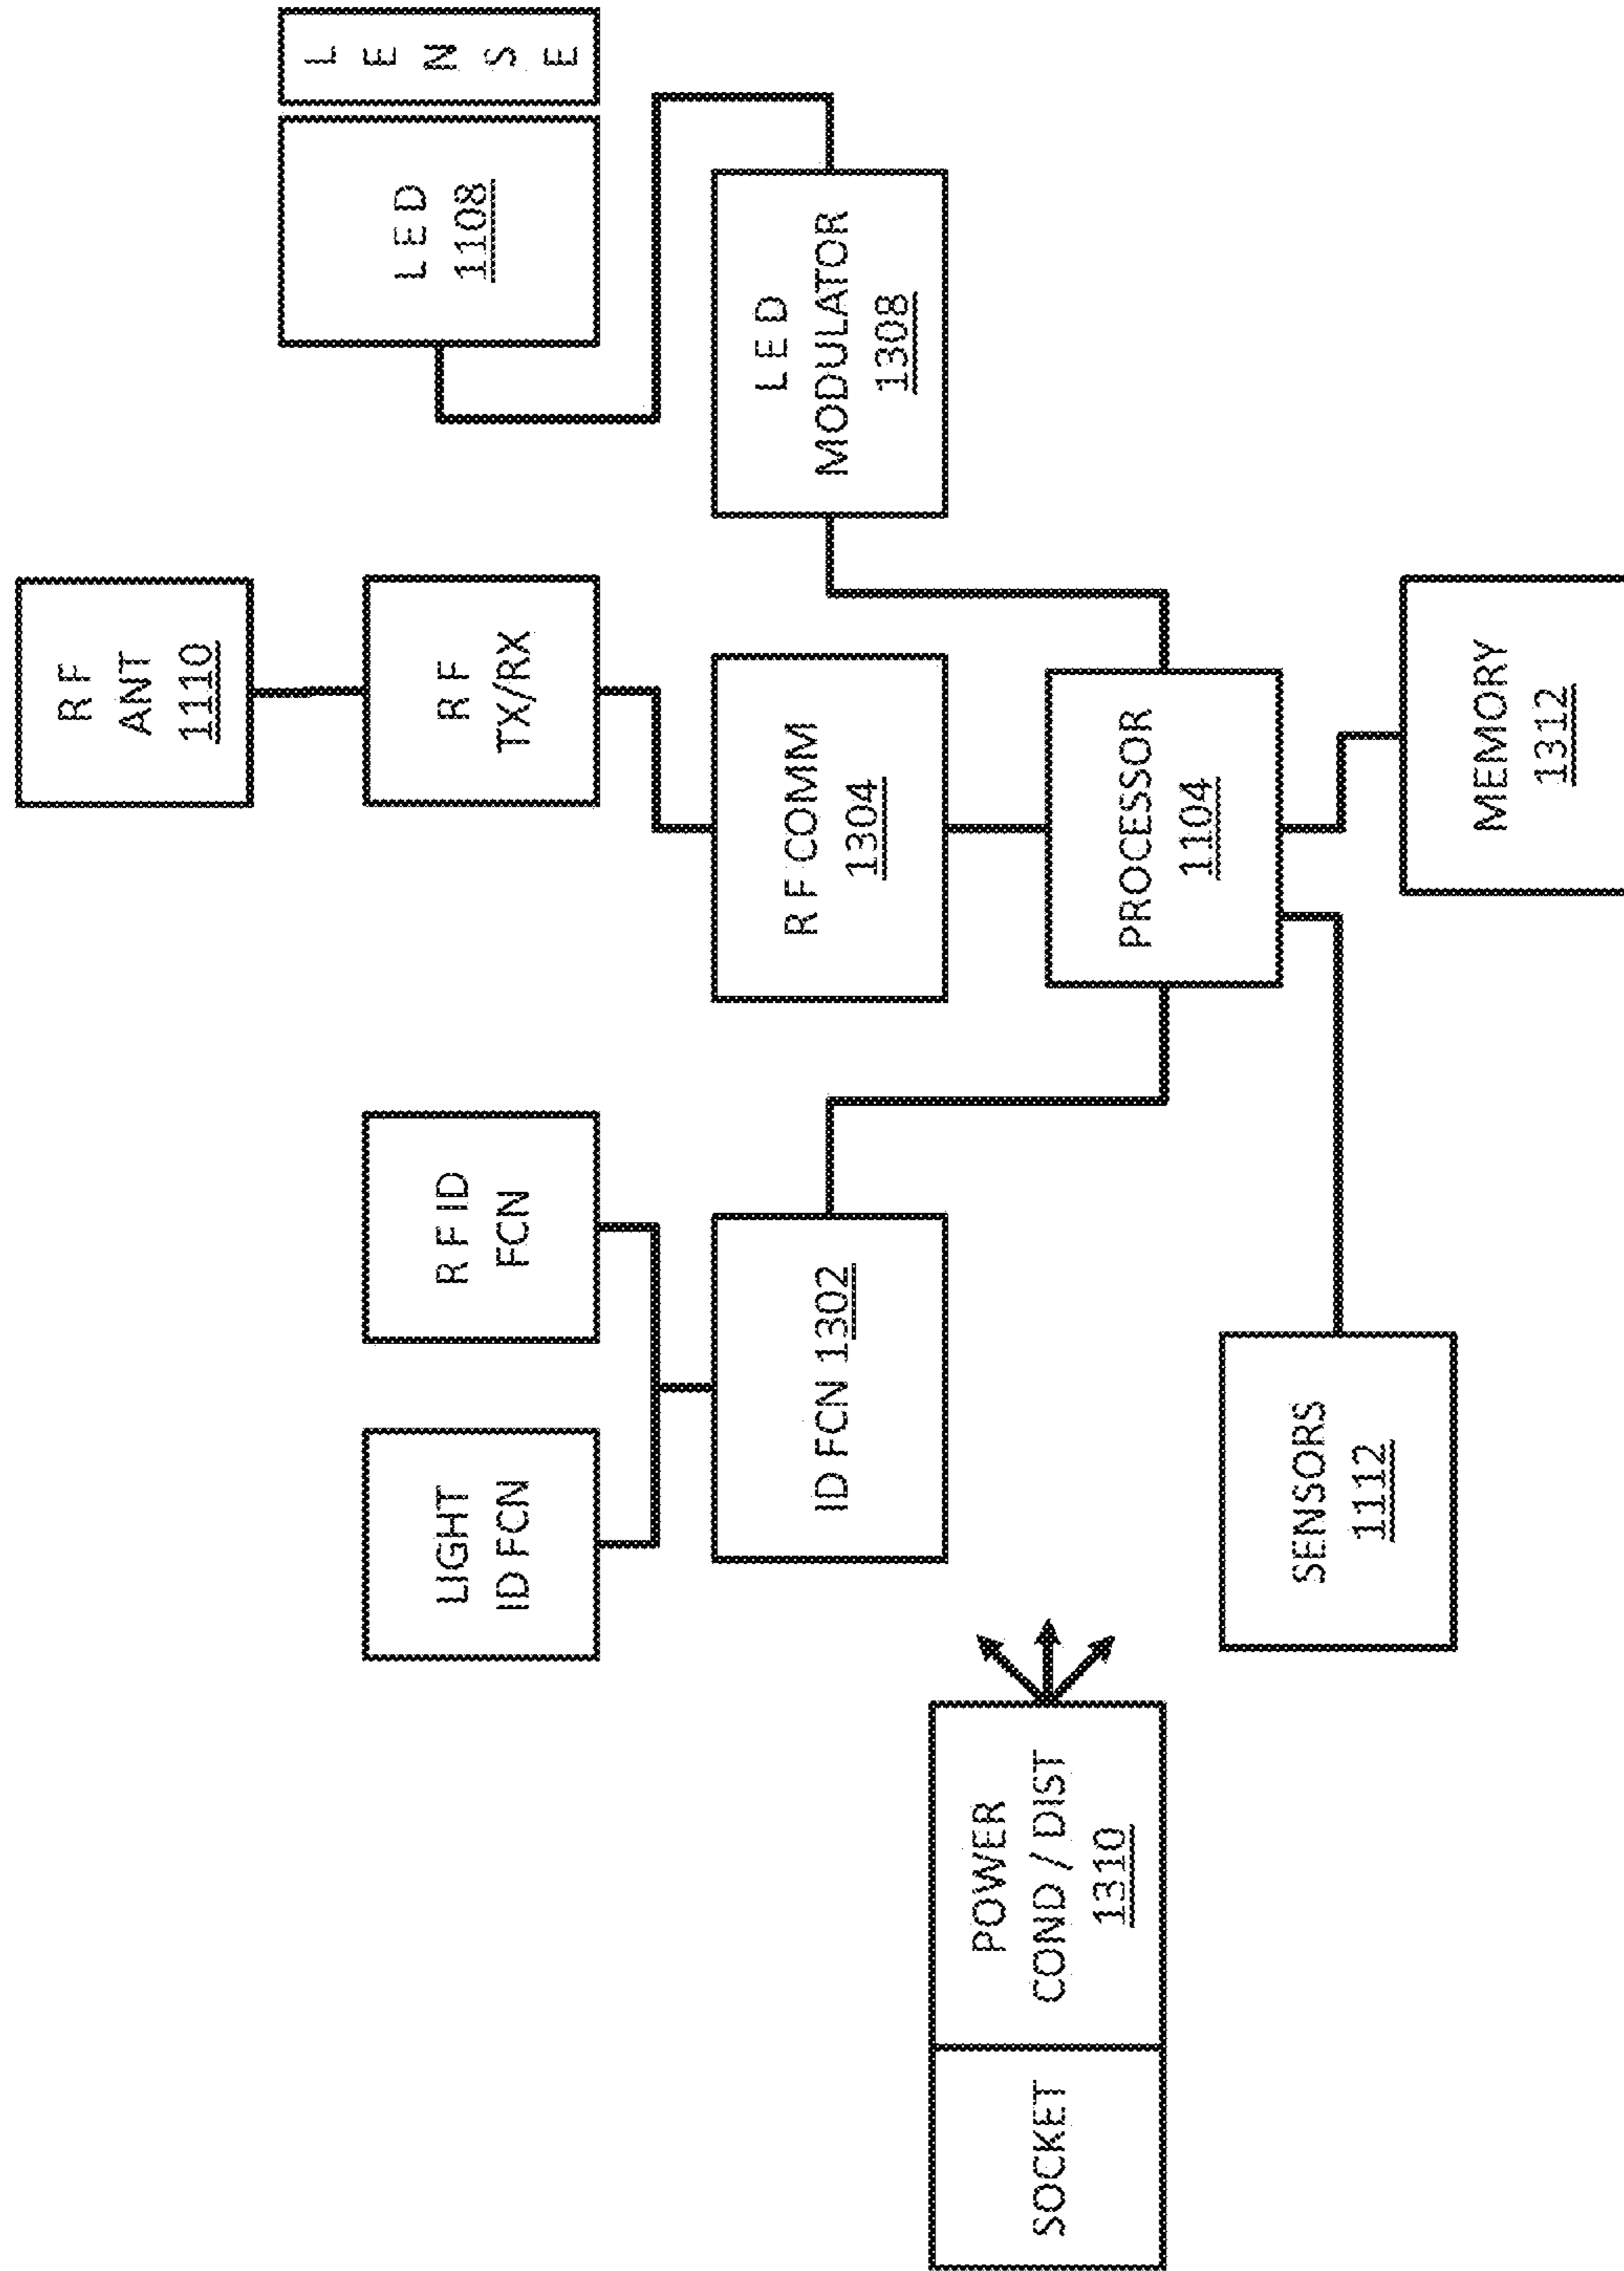 R F
ANT
1110
LIGHT
ID FCN
R F ID
FCN
R F
TX/RX
L E D
1108
L
E
N
S
E
ID FCN 1302
R F COMM
1304
L E D
MODULATOR
1308
SOCKET
POWER
COND / DIST
1310
PROCESSOR
1104
SENSORS
1112
MEMORY
1312